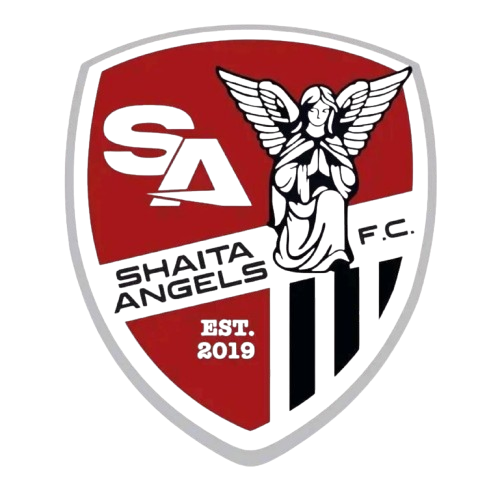 SA
SHAITA
ANGELS
F.C.
EST.
2019